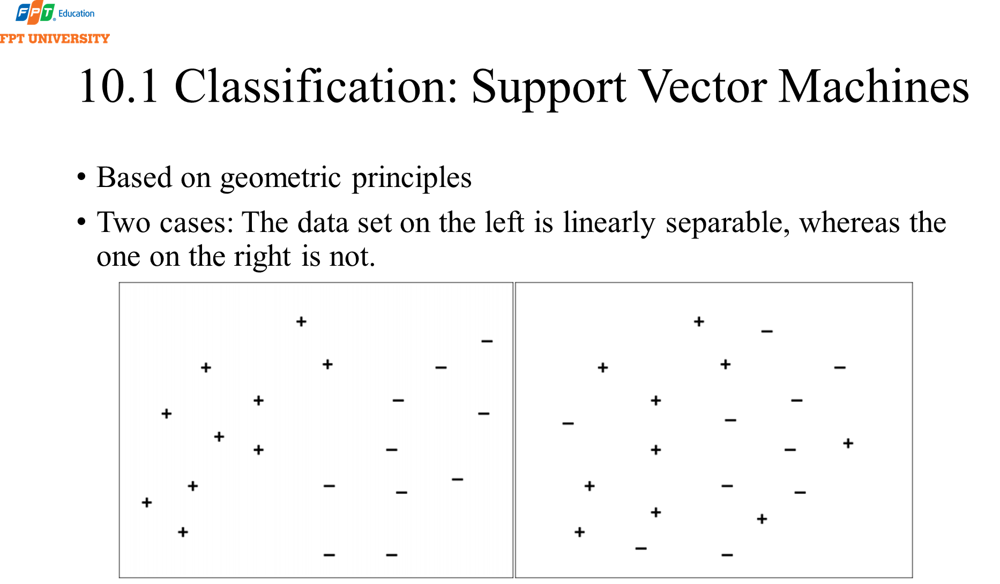 FPT Education
FPT UNIVERSITY
10.1 Classification: Support Vector Machines
• Based on geometric principles
• Two cases: The data set on the left is linearly separable, whereas the
one on the right is not.